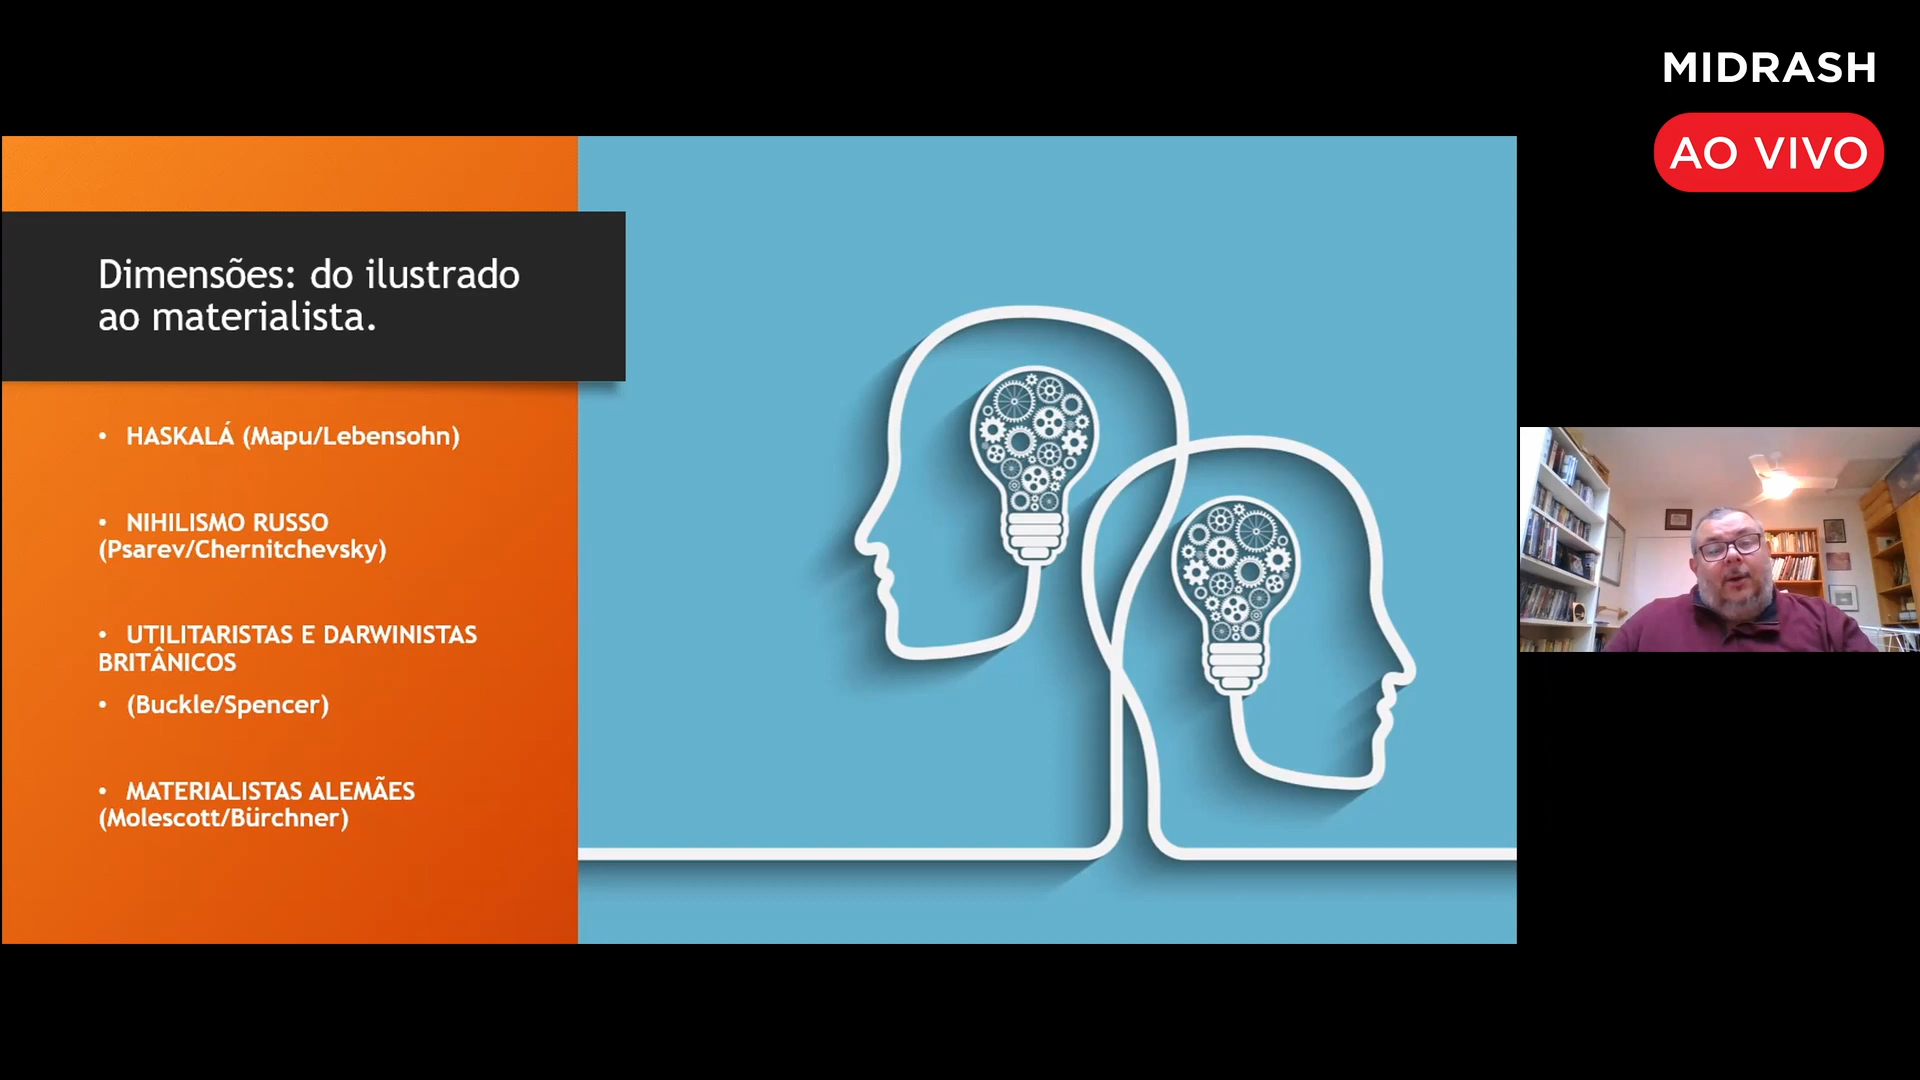 MIDRASH
AO VIVO
Dimensões: do ilustrado
ao materialista.
• HASKALÁ (Mapu/Lebensohn)
• NIHILISMO RUSSO
(Psarev/Chernitchevsky)
• UTILITARISTAS E DARWINISTAS
BRITÂNICOS
• (Buckle/Spencer)
• MATERIALISTAS ALEMÃES
(Molescott/Bürchner)